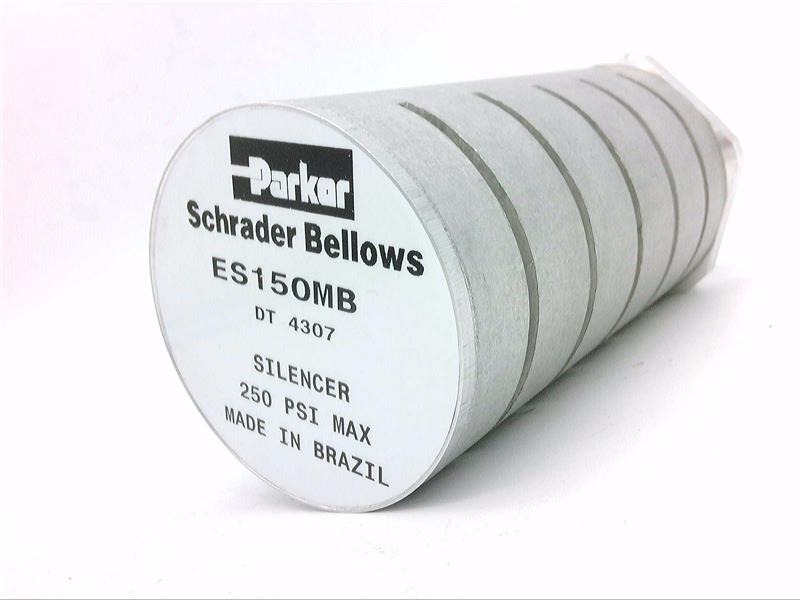 Parker
Schrader Bellows
ES150MB
DT 4307
SILENCER
250 PSI MAX
MADE IN BRAZIL